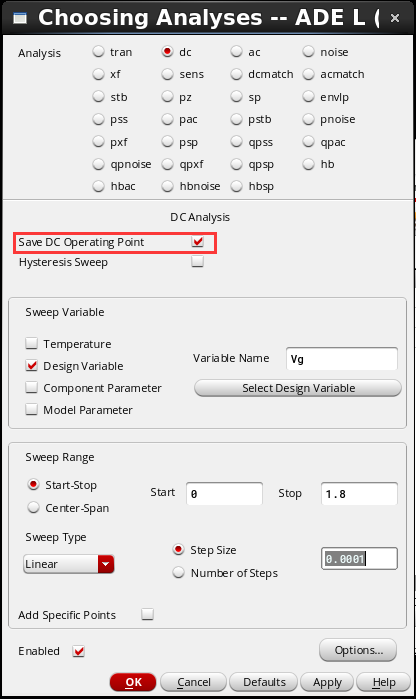 Choosing Analyses -- ADE L (
Analysis
tran dc ac noise
xf sens dcmatch acmatch
stb pz sp envlp
pss pac pstb pnoise
pxf psp qpss qpac
qpnoise qpxf qpsp hb
hbac hbnoise hbsp
DC Analysis
Save DC Operating Point
Hysteresis Sweep
Sweep Variable
Temperature
Design Variable
Component Parameter
Model Parameter
Variable Name Vg
Select Design Variable
Sweep Range
Start-Stop
Center-Span
Start 0 Stop 1.8
Sweep Type
Linear
Step Size
Number of Steps
0.0001
Add Specific Points
Enabled
Options...
OK Cancel Defaults Apply Help